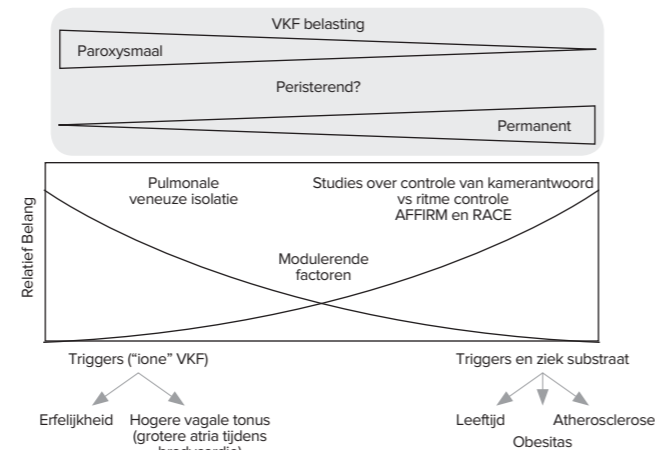 VKF belasting
Paroxysmaal
Peristerend?
Permanent
Relatief Belang
Pulmonale
veneuze isolatie
Studies over controle van kamerantwoord
vs ritme controle
AFFIRM en RACE
Modulerende
factoren
Triggers ("ione" VKF)
Triggers en ziek substraat
Erfelijkheid
Hogere vagale tonus
(grotere atria tijdens
Leeftijd
Atherosclerose
Obesitas